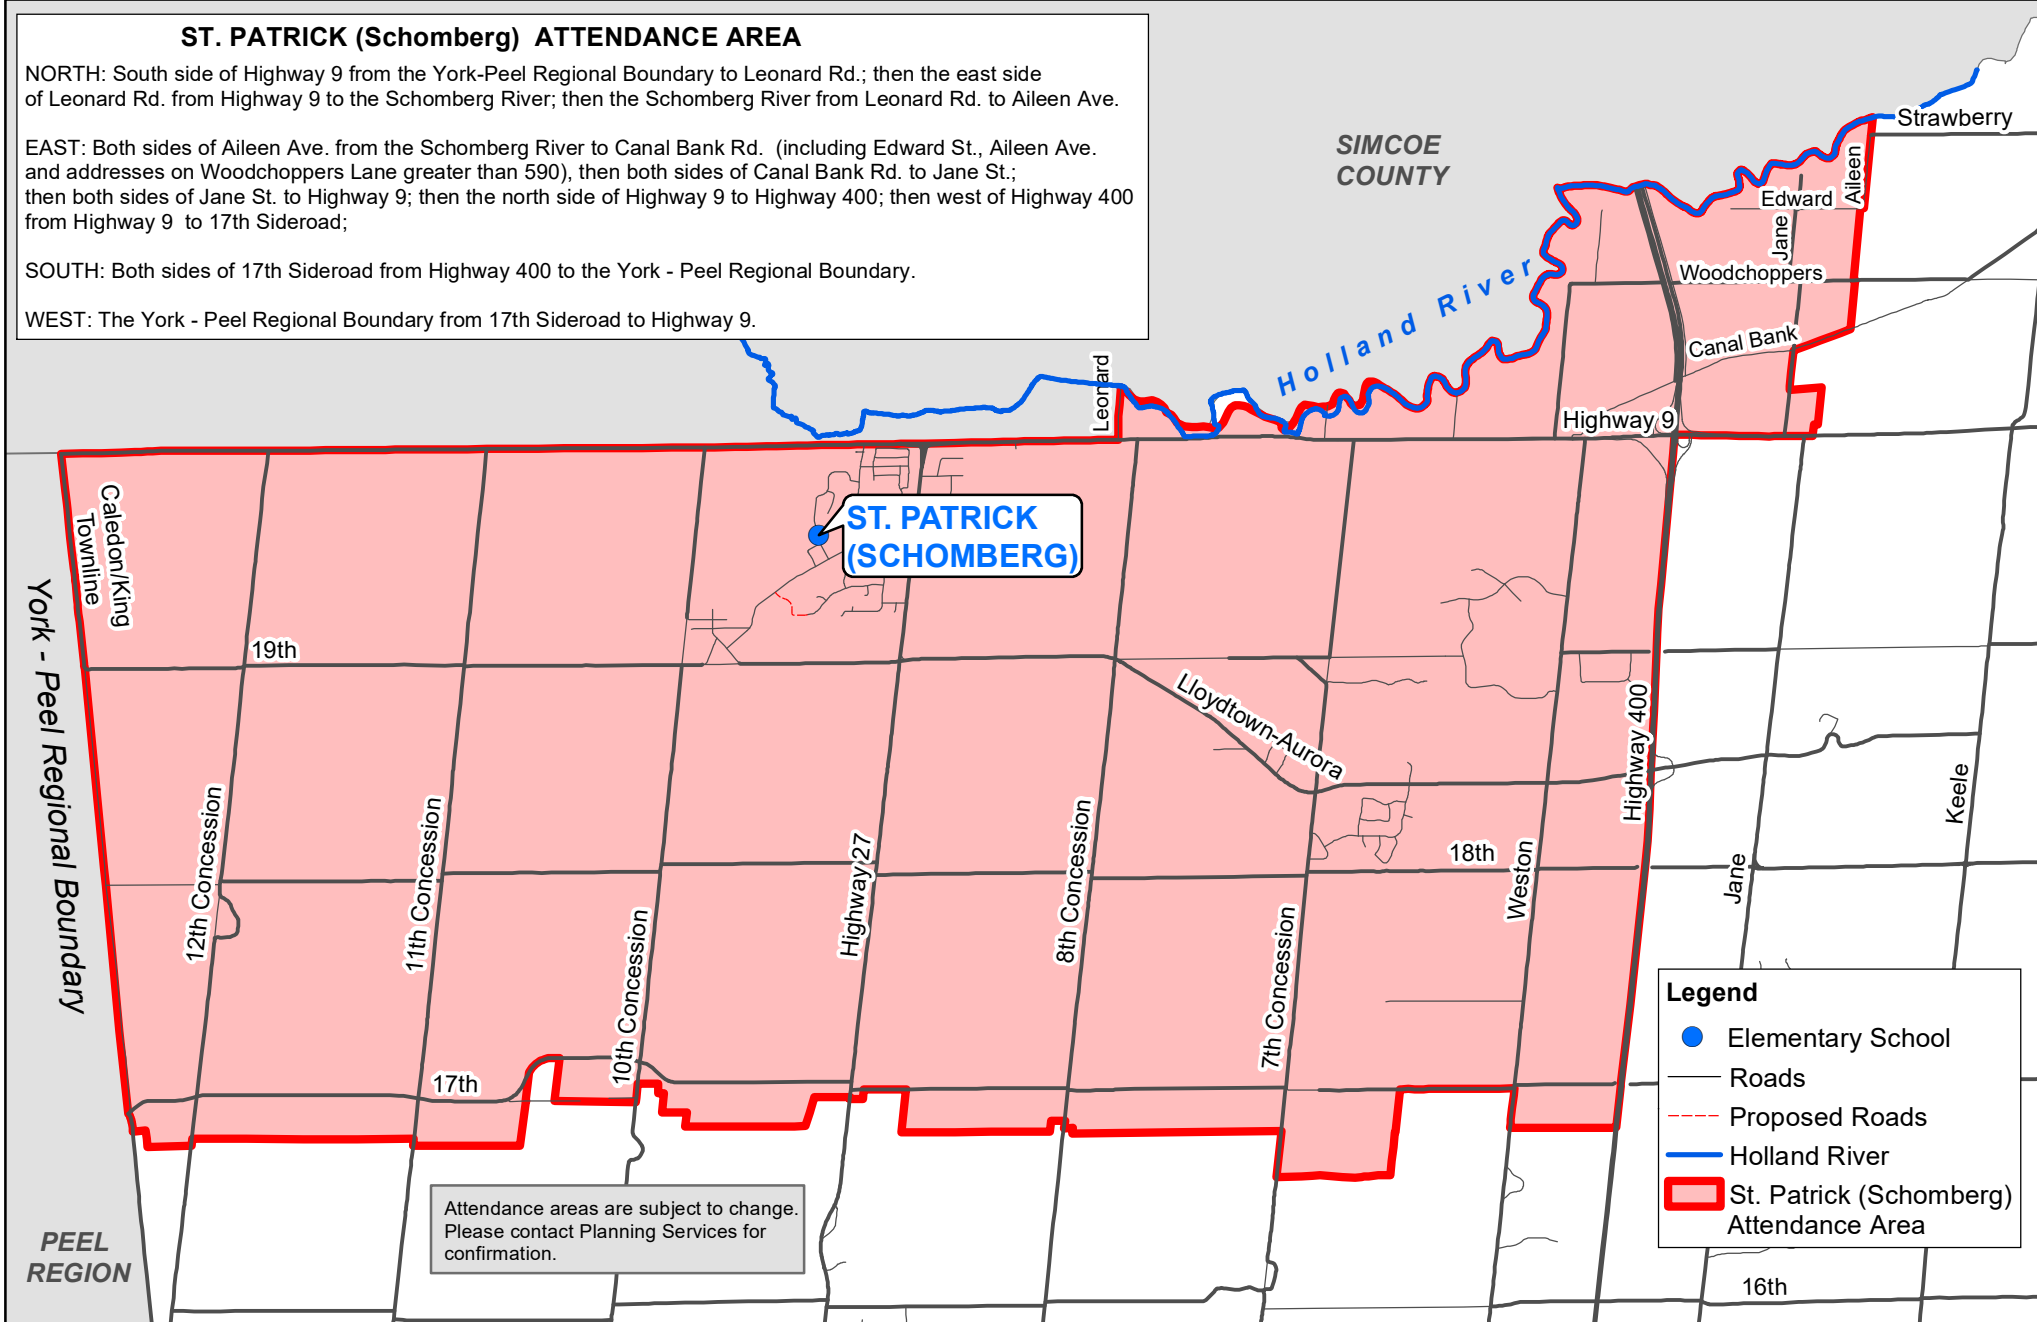 ST. PATRICK (Schomberg)  ATTENDANCE AREA
NORTH: South side of Highway 9 from the York-Peel Regional Boundary to Leonard Rd.; then the east side
of Leonard Rd. from Highway 9 to the Schomberg River; then the Schomberg River from Leonard Rd. to Aileen Ave.
EAST: Both sides of Aileen Ave. from the Schomberg River to Canal Bank Rd.  (including Edward St., Aileen Ave.
and addresses on Woodchoppers Lane greater than 590), then both sides of Canal Bank Rd. to Jane St.;
then both sides of Jane St. to Highway 9; then the north side of Highway 9 to Highway 400; then west of Highway 400
from Highway 9  to 17th Sideroad;
SOUTH: Both sides of 17th Sideroad from Highway 400 to the York - Peel Regional Boundary.
WEST: The York - Peel Regional Boundary from 17th Sideroad to Highway 9.
SIMCOE
COUNTY
Strawberry
Aileen
Edward
Jane
Woodchoppers
Holland River
Canal Bank
Leonard
Highway 9
Caledon/King
Townline
ST. PATRICK
(SCHOMBERG)
York - Peel Regional Boundary
19th
Lloydtown-Aurora
Highway 400
Keele
12th Concession
11th Concession
10th Concession
Highway 27
8th Concession
7th Concession
18th
Weston
Jane
17th
Legend
Elementary School
Roads
Proposed Roads
Holland River
St. Patrick (Schomberg)
Attendance Area
Attendance areas are subject to change.
Please contact Planning Services for
confirmation.
PEEL
REGION
16th